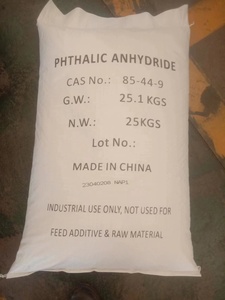 PHTHALIC ANHYDRIDE
CAS No.: 85-44-9
G.W.: 25.1 KGS
N.W.: 25KGS
Lot No.:
MADE IN CHINA
INDUSTRIAL USE ONLY, NOT USED FOR
FEED ADDITIVE & RAW MATERIAL